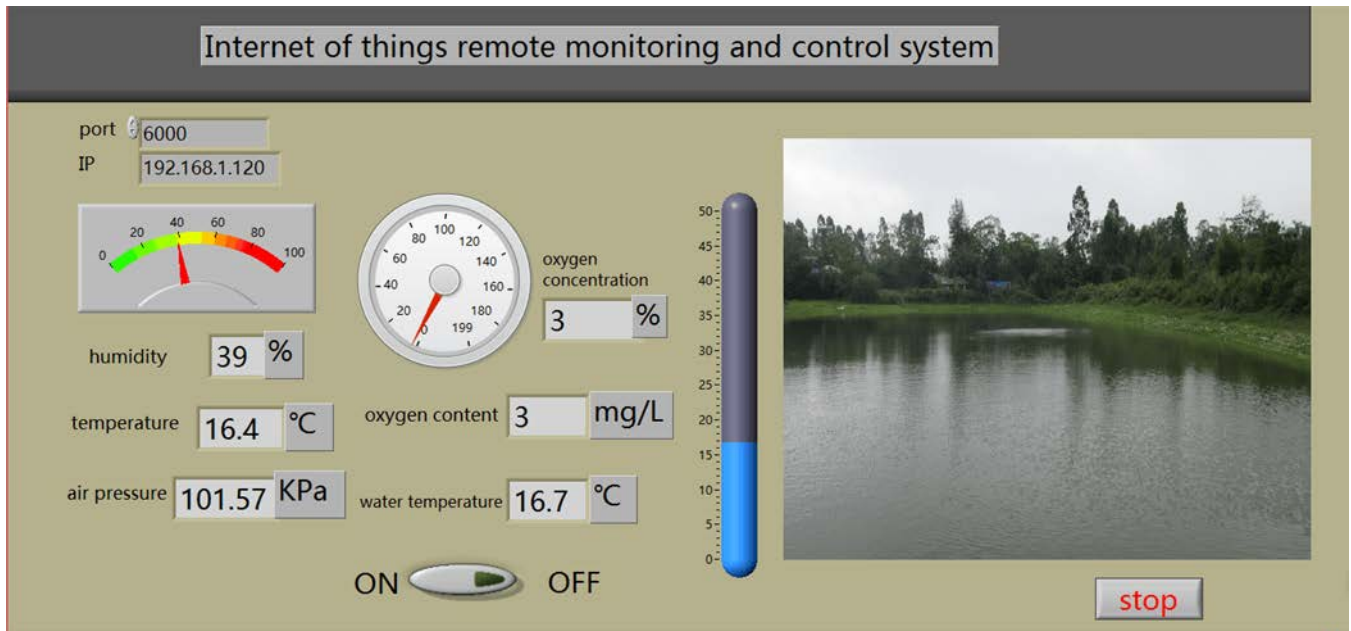 Internet of things remote monitoring and control system
port 6000
IP 192.168.1.120
0 20 40 60 80 100
humidity 39 %
temperature 16.4 ℃
air pressure 101.57 KPa
0 20 40 60 80 100 120 140 160 180 199
oxygen
concentration
3 %
oxygen content 3 mg/L
water temperature 16.7 ℃
ON OFF
50
45
40
35
30
25
20
15
10
5
0
stop